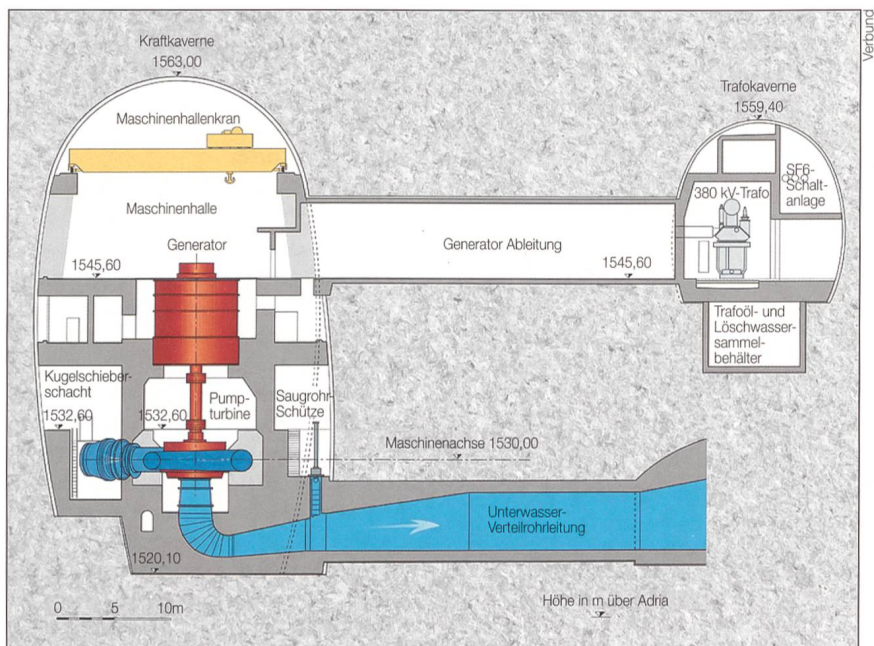 Verbund
Kraftkaverne
1563,00
Trafokaverne
1559,40
Maschinenhallenkran
SF6-
Schalt-
anlage
380 kV-Trafo
Maschinenhalle
Generator
Generator Ableitung
1545,60
1545,60
Trafoöl- und
Löschwasser-
sammel-
behälter
Kugelschieber-
schacht
1532,60
1532,60
Pump-
turbine
Saugrohr-
Schütze
Maschinenachse 1530,00
Unterwasser-
Verteilrohrleitung
1520,10
0 5 10m
Höhe in m über Adria